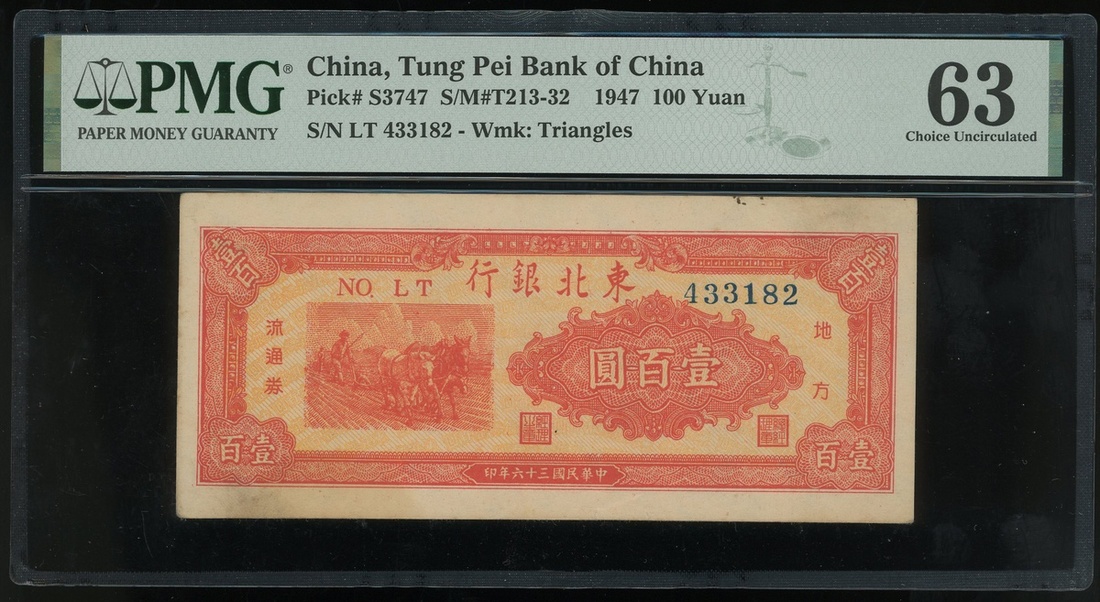 PMG®
PAPER MONEY GUARANTY
China, Tung Pei Bank of China
Pick# S3747 S/M#T213-32 1947 100 Yuan
S/N LT 433182 - Wmk: Triangles
63
Choice Uncirculated
壹百
壹百
東北銀行
NO. LT
433182
地方
流通券
壹百圓
壹百
壹百
中華民國三十六年印